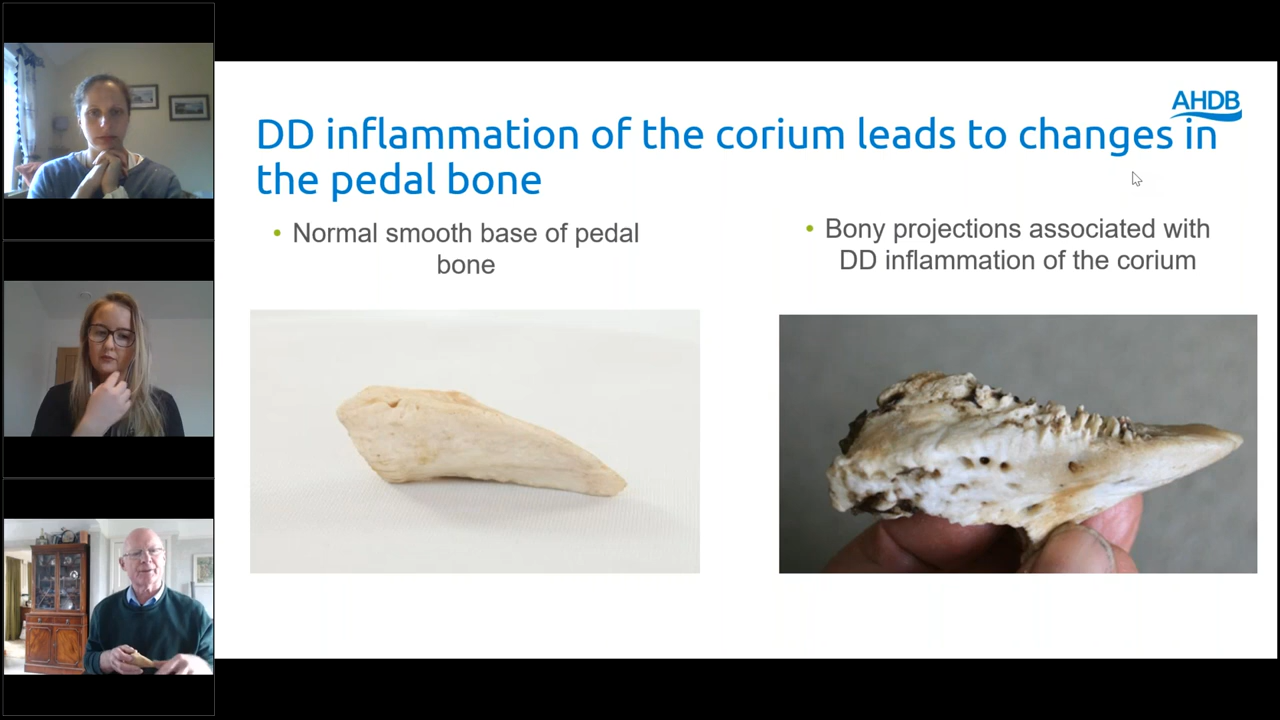 AHDB
DD inflammation of the corium leads to changes in
the pedal bone
• Normal smooth base of pedal
bone
• Bony projections associated with
DD inflammation of the corium